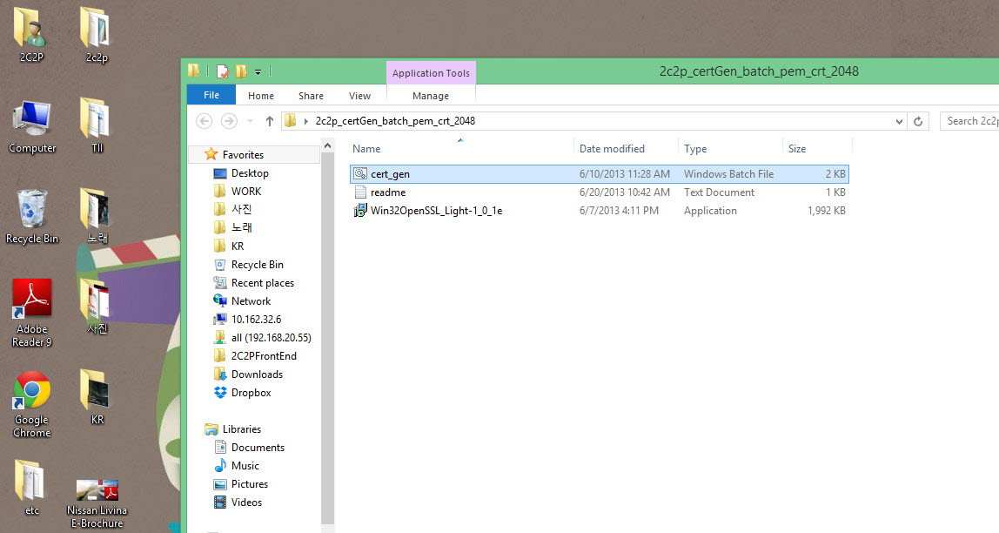 2C2P
2c2p
Computer
TII
Recycle Bin
노래
Adobe
Reader 9
사진
Google
Chrome
KR
etc
Nissan Livina
E-Brochure
Application Tools
2c2p_certGen_batch_pem_crt_2048
File
Home
Share
View
Manage
2c2p_certGen_batch_pem_crt_2048
Search 2c2p
Favorites
Desktop
WORK
사진
노래
KR
Recycle Bin
Recent places
Network
10.162.32.6
all (192.168.20.55)
2C2PFrontEnd
Downloads
Dropbox
Libraries
Documents
Music
Pictures
Videos
Name Date modified Type Size
cert_gen 6/10/2013 11:28 AM Windows Batch File 2 KB
readme 6/20/2013 10:42 AM Text Document 1 KB
Win32OpenSSL_Light-1_0_1e 6/7/2013 4:11 PM Application 1,992 KB